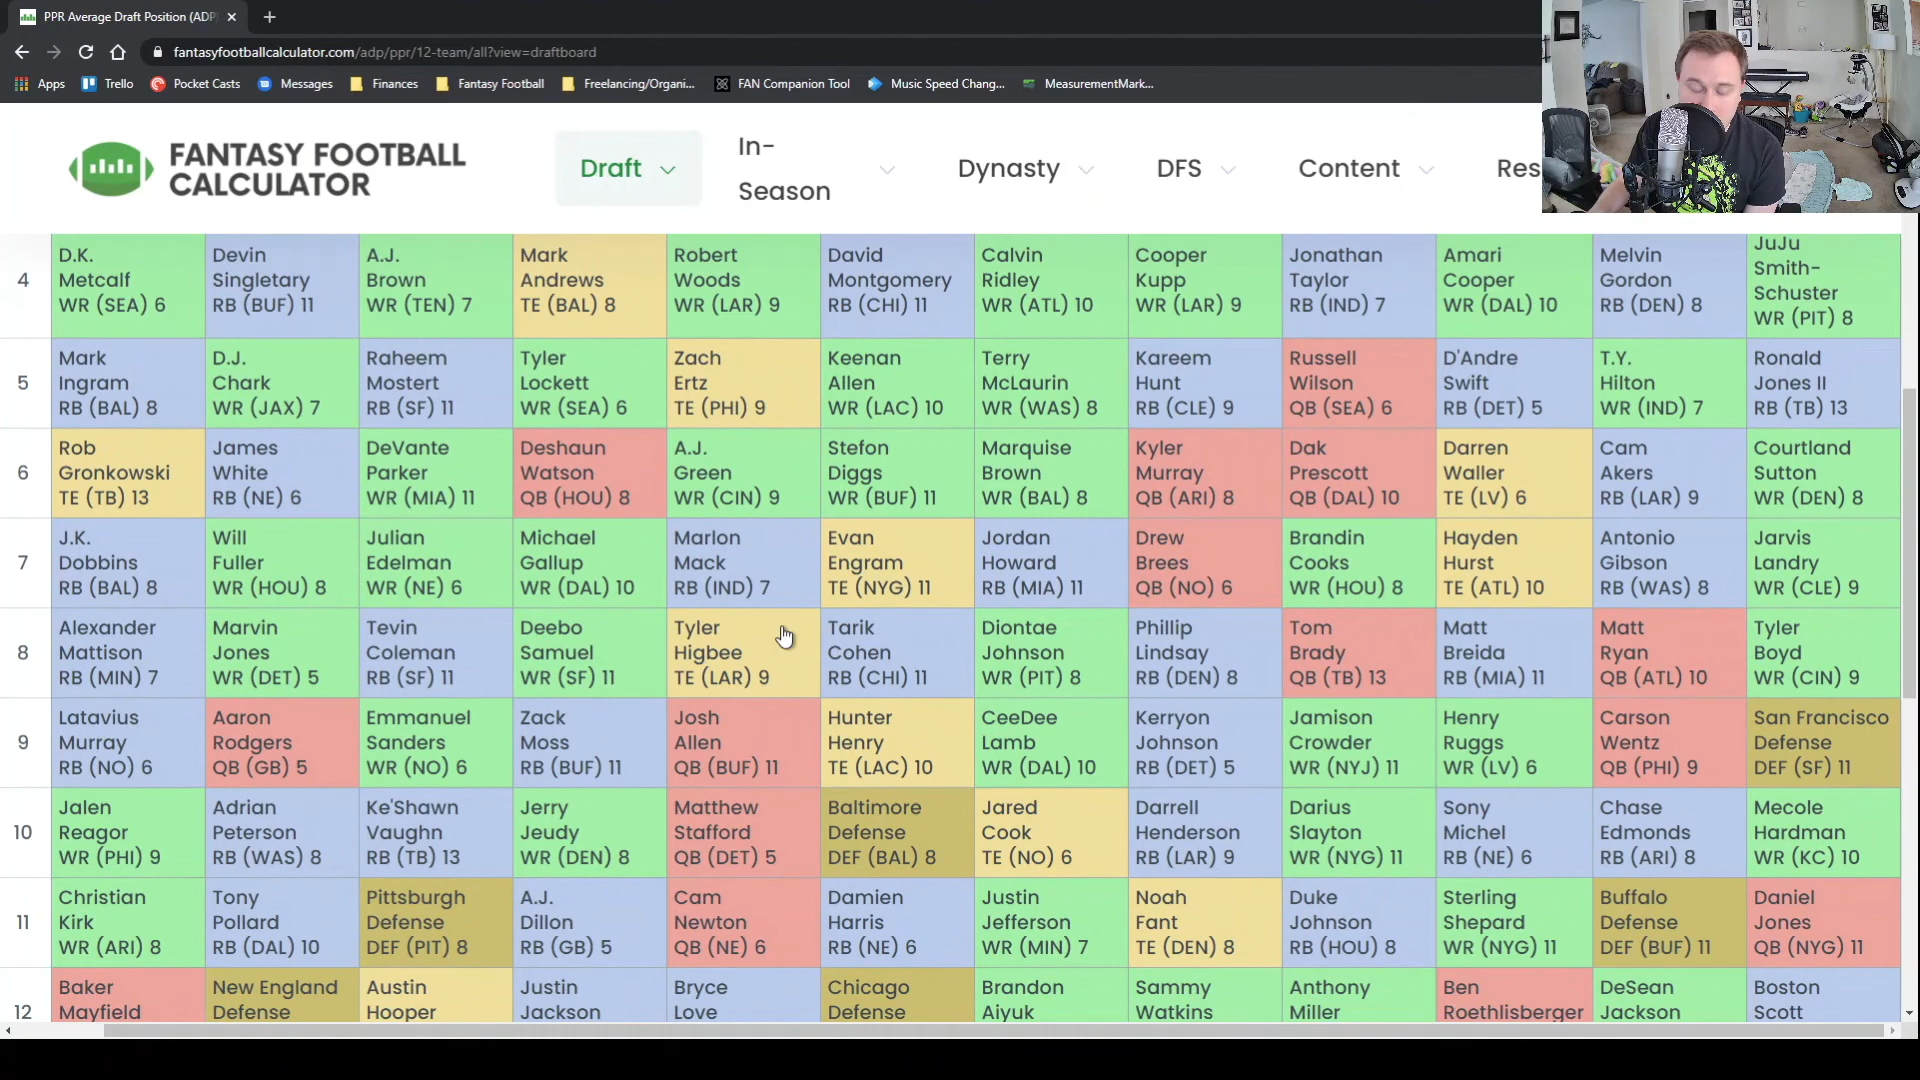 PPR Average Draft Position (ADP
fantasyfootballcalculator.com/adp/ppr/12-team/all?view=draftboard
Apps Trello Pocket Casts Messages Finances Fantasy Football Freelancing/Organi... FAN Companion Tool Music Speed Chang... MeasurementMark...
FANTASY FOOTBALL
CALCULATOR
Draft
In-
Season
Dynasty
DFS
Content
Res
4
D.K.
Metcalf
WR (SEA) 6
Devin
Singletary
RB (BUF) 11
A.J.
Brown
WR (TEN) 7
Mark
Andrews
TE (BAL) 8
Robert
Woods
WR (LAR) 9
David
Montgomery
RB (CHI) 11
Calvin
Ridley
WR (ATL) 10
Cooper
Kupp
WR (LAR) 9
Jonathan
Taylor
RB (IND) 7
Amari
Cooper
WR (DAL) 10
Melvin
Gordon
RB (DEN) 8
JuJu
Smith-
Schuster
WR (PIT) 8
5
Mark
Ingram
RB (BAL) 8
D.J.
Chark
WR (JAX) 7
Raheem
Mostert
RB (SF) 11
Tyler
Lockett
WR (SEA) 6
Zach
Ertz
TE (PHI) 9
Keenan
Allen
WR (LAC) 10
Terry
McLaurin
WR (WAS) 8
Kareem
Hunt
RB (CLE) 9
Russell
Wilson
QB (SEA) 6
D'Andre
Swift
RB (DET) 5
T.Y.
Hilton
WR (IND) 7
Ronald
Jones II
RB (TB) 13
6
Rob
Gronkowski
TE (TB) 13
James
White
RB (NE) 6
DeVante
Parker
WR (MIA) 11
Deshaun
Watson
QB (HOU) 8
A.J.
Green
WR (CIN) 9
Stefon
Diggs
WR (BUF) 11
Marquise
Brown
WR (BAL) 8
Kyler
Murray
QB (ARI) 8
Dak
Prescott
QB (DAL) 10
Darren
Waller
TE (LV) 6
Cam
Akers
RB (LAR) 9
Courtland
Sutton
WR (DEN) 8
7
J.K.
Dobbins
RB (BAL) 8
Will
Fuller
WR (HOU) 8
Julian
Edelman
WR (NE) 6
Michael
Gallup
WR (DAL) 10
Marlon
Mack
RB (IND) 7
Evan
Engram
TE (NYG) 11
Jordan
Howard
RB (MIA) 11
Drew
Brees
QB (NO) 6
Brandin
Cooks
WR (HOU) 8
Hayden
Hurst
TE (ATL) 10
Antonio
Gibson
RB (WAS) 8
Jarvis
Landry
WR (CLE) 9
8
Alexander
Mattison
RB (MIN) 7
Marvin
Jones
WR (DET) 5
Tevin
Coleman
RB (SF) 11
Deebo
Samuel
WR (SF) 11
Tyler
Higbee
TE (LAR) 9
Tarik
Cohen
RB (CHI) 11
Diontae
Johnson
WR (PIT) 8
Phillip
Lindsay
RB (DEN) 8
Tom
Brady
QB (TB) 13
Matt
Breida
RB (MIA) 11
Matt
Ryan
QB (ATL) 10
Tyler
Boyd
WR (CIN) 9
9
Latavius
Murray
RB (NO) 6
Aaron
Rodgers
QB (GB) 5
Emmanuel
Sanders
WR (NO) 6
Zack
Moss
RB (BUF) 11
Josh
Allen
QB (BUF) 11
Hunter
Henry
TE (LAC) 10
CeeDee
Lamb
WR (DAL) 10
Kerryon
Johnson
RB (DET) 5
Jamison
Crowder
WR (NYJ) 11
Henry
Ruggs
WR (LV) 6
Carson
Wentz
QB (PHI) 9
San Francisco
Defense
DEF (SF) 11
10
Jalen
Reagor
WR (PHI) 9
Adrian
Peterson
RB (WAS) 8
Ke'Shawn
Vaughn
RB (TB) 13
Jerry
Jeudy
WR (DEN) 8
Matthew
Stafford
QB (DET) 5
Baltimore
Defense
DEF (BAL) 8
Jared
Cook
TE (NO) 6
Darrell
Henderson
RB (LAR) 9
Darius
Slayton
WR (NYG) 11
Sony
Michel
RB (NE) 6
Chase
Edmonds
RB (ARI) 8
Mecole
Hardman
WR (KC) 10
11
Christian
Kirk
WR (ARI) 8
Tony
Pollard
RB (DAL) 10
Pittsburgh
Defense
DEF (PIT) 8
A.J.
Dillon
RB (GB) 5
Cam
Newton
QB (NE) 6
Damien
Harris
RB (NE) 6
Justin
Jefferson
WR (MIN) 7
Noah
Fant
TE (DEN) 8
Duke
Johnson
RB (HOU) 8
Sterling
Shepard
WR (NYG) 11
Buffalo
Defense
DEF (BUF) 11
Daniel
Jones
QB (NYG) 11
12
Baker
Mayfield
New England
Defense
Austin
Hooper
Justin
Jackson
Bryce
Love
Chicago
Defense
Brandon
Aiyuk
Sammy
Watkins
Anthony
Miller
Ben
Roethlisberger
DeSean
Jackson
Boston
Scott